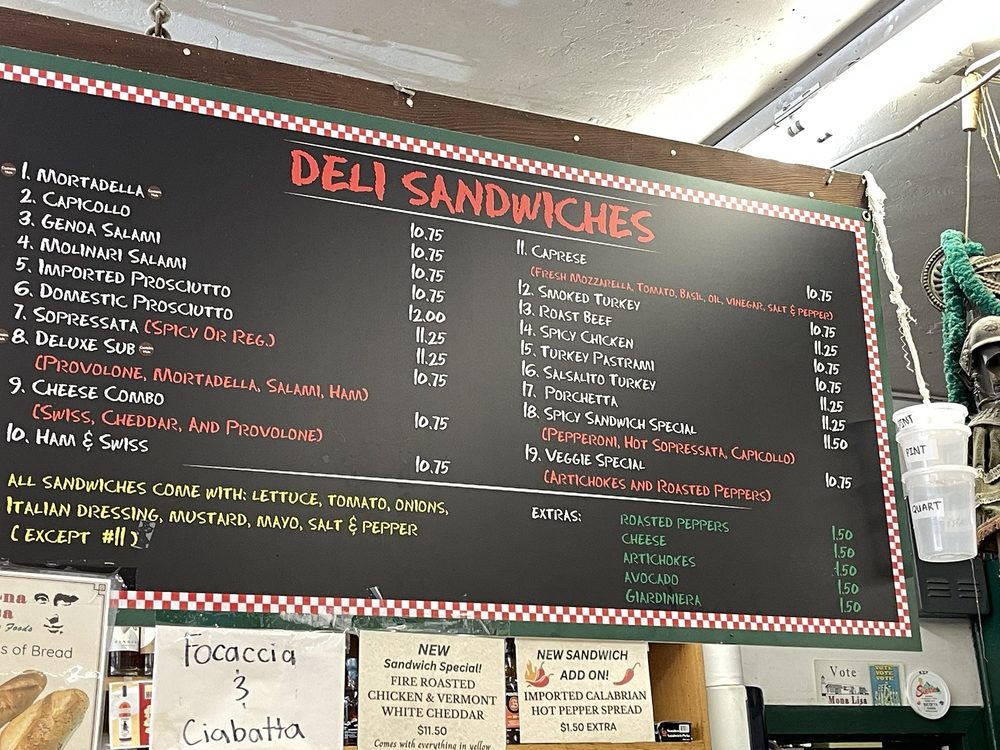 DELI SANDWICHES
1. MORTADELLA 10.75
2. CAPICOLLO 10.75
3. GENOA SALAMI 10.75
4. MOLINARI SALAMI 10.75
5. IMPORTED PROSCIUTTO 12.00
6. DOMESTIC PROSCIUTTO 11.25
7. SOPRESSATA (SPICY OR REG.) 11.25
8. DELUXE SUB 10.75
(PROVOLONE, MORTADELLA, SALAMI, HAM)
9. CHEESE COMBO 10.75
(SWISS, CHEDDAR, AND PROVOLONE)
10. HAM & SWISS 10.75
11. CAPRESE 10.75
(FRESH MOZZARELLA, TOMATO, BASIL, OIL, VINEGAR, SALT & PEPPER)
12. SMOKED TURKEY 10.75
13. ROAST BEEF 11.25
14. SPICY CHICKEN 10.75
15. TURKEY PASTRAMI 10.75
16. SALSALITO TURKEY 11.25
17. PORCHETTA 11.25
18. SPICY SANDWICH SPECIAL 11.50
(PEPPERONI, HOT SOPRESSATA, CAPICOLLO)
19. VEGGIE SPECIAL 10.75
(ARTICHOKES AND ROASTED PEPPERS)
ALL SANDWICHES COME WITH: LETTUCE, TOMATO, ONIONS,
ITALIAN DRESSING, MUSTARD, MAYO, SALT & PEPPER
( EXCEPT #11 )
EXTRAS:
ROASTED PEPPERS 1.50
CHEESE 1.50
ARTICHOKES 1.50
AVOCADO 1.50
GIARDINIERA 1.50
PINT
PINT
QUART
Foods
s of Bread
Focaccia
&
Ciabatta
NEW
Sandwich Special!
FIRE ROASTED
CHICKEN & VERMONT
WHITE CHEDDAR
$11.50
Comes with everything in yellow
NEW SANDWICH
ADD ON!
IMPORTED CALABRIAN
HOT PEPPER SPREAD
$1.50 EXTRA
Vote
Mona Lisa
VOTE
VOTE
VOTE